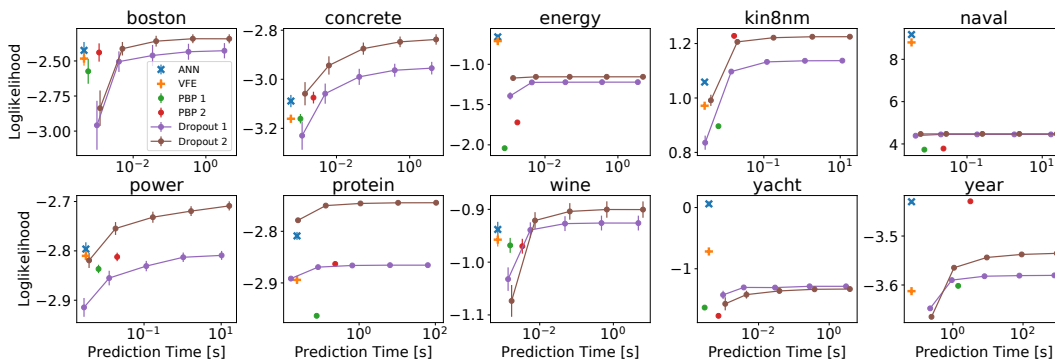 boston
concrete
energy
kin8nm
naval
Loglikelihood
−2.50
−2.75
−3.00
−2.8
−3.0
−3.2
−0.5
−1.0
−1.5
−2.0
1.2
1.0
0.8
8
6
4
ANN
VFE
PBP 1
PBP 2
Dropout 1
Dropout 2
10⁻² 10⁰
10⁻² 10⁰
10⁻² 10⁰
10⁻¹ 10¹
10⁻¹ 10¹
power
protein
wine
yacht
year
Loglikelihood
−2.7
−2.8
−2.9
−2.8
−2.9
−0.9
−1.0
−1.1
0
−1
−3.5
−3.6
10⁻¹ 10¹
10⁰ 10²
10⁻² 10⁰
10⁻² 10⁰
10⁰ 10²
Prediction Time [s]
Prediction Time [s]
Prediction Time [s]
Prediction Time [s]
Prediction Time [s]